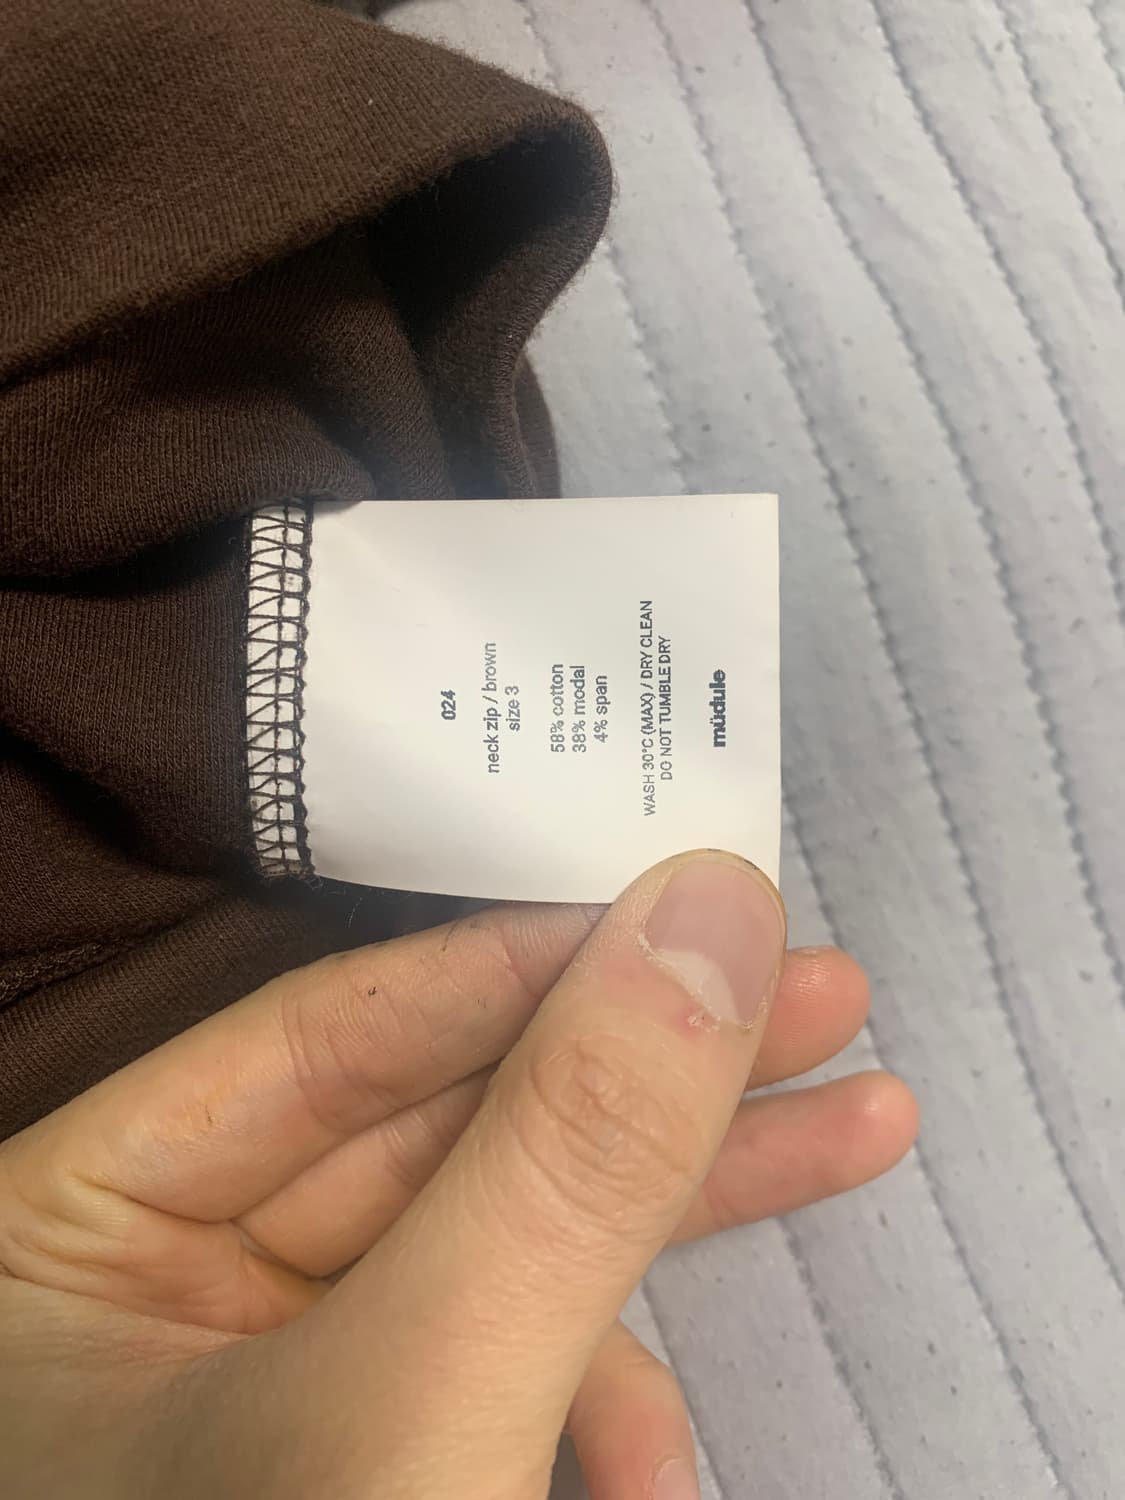 024
neck zip / brown
size 3
58% cotton
38% modal
4% span
WASH 30°C (MAX) / DRY CLEAN
DO NOT TUMBLE DRY
müdule